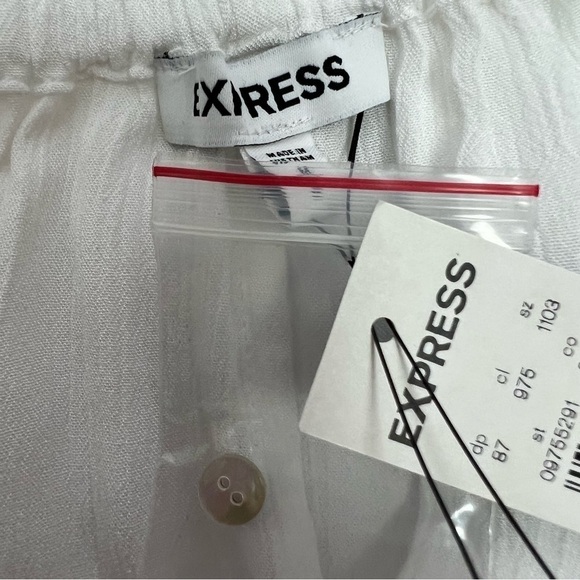 EXPRESS
MADE IN
VIETNAM
M
EXPRESS
dp cl sz
87 975 1103
st co
09755291